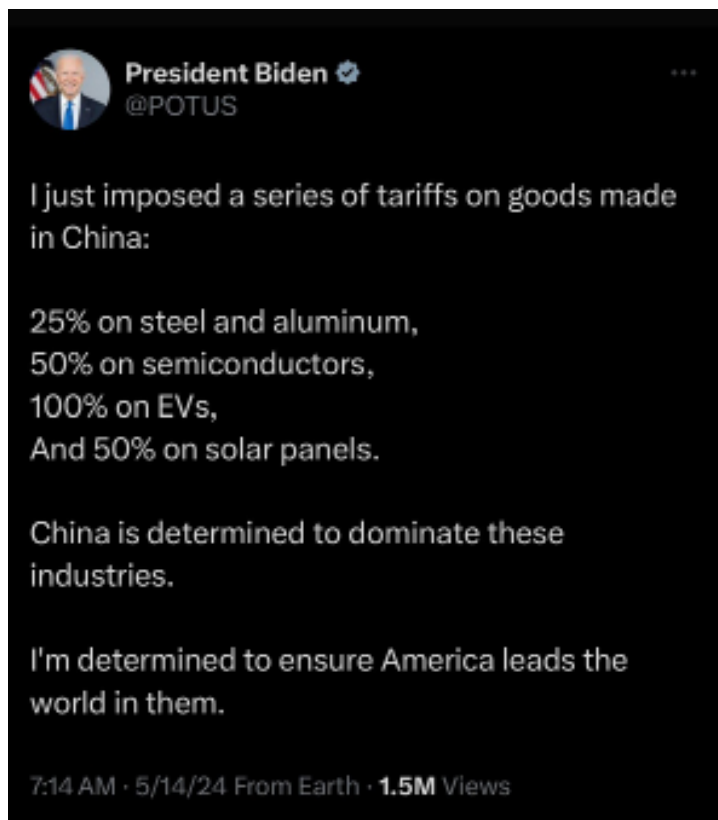 President Biden
@POTUS
I just imposed a series of tariffs on goods made
in China:
25% on steel and aluminum,
50% on semiconductors,
100% on EVs,
And 50% on solar panels.
China is determined to dominate these
industries.
I'm determined to ensure America leads the
world in them.
7:14 AM · 5/14/24 From Earth · 1.5M Views